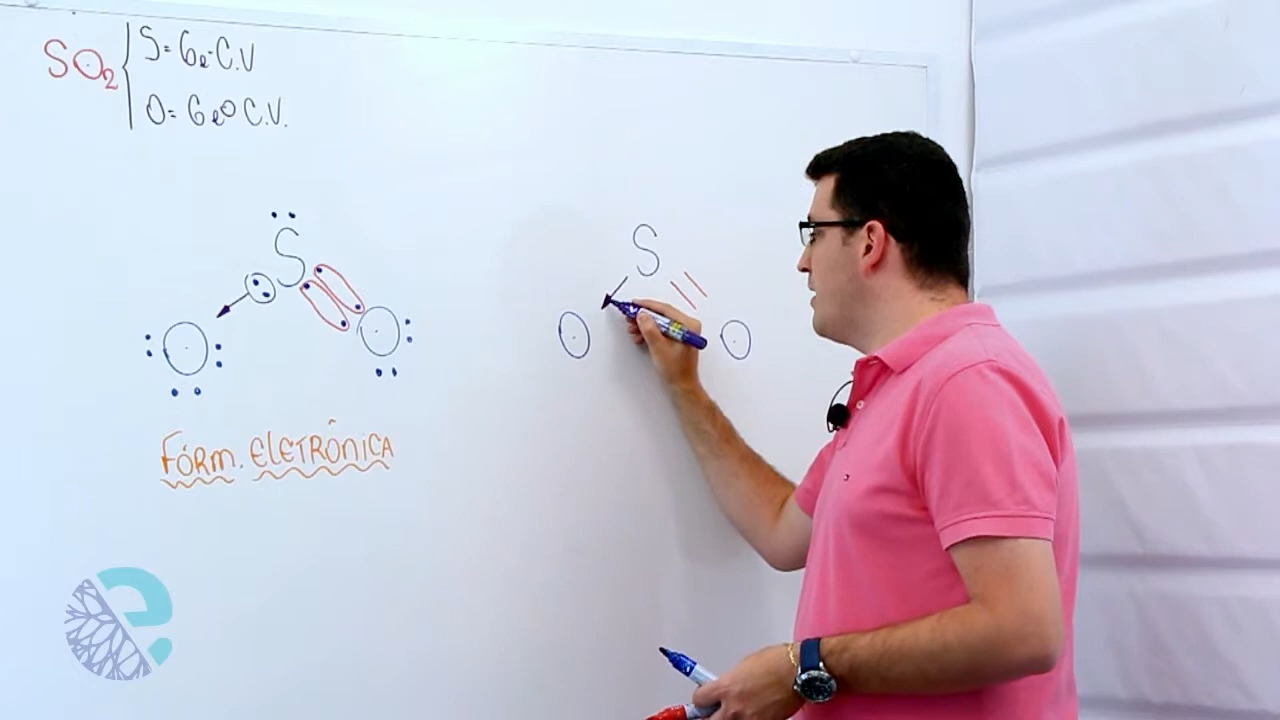 SO₂ { S = 6e⁻ C.V
O = 6e⁻ C.V.
S S
O O O O
FÓRM. ELETRÔNICA